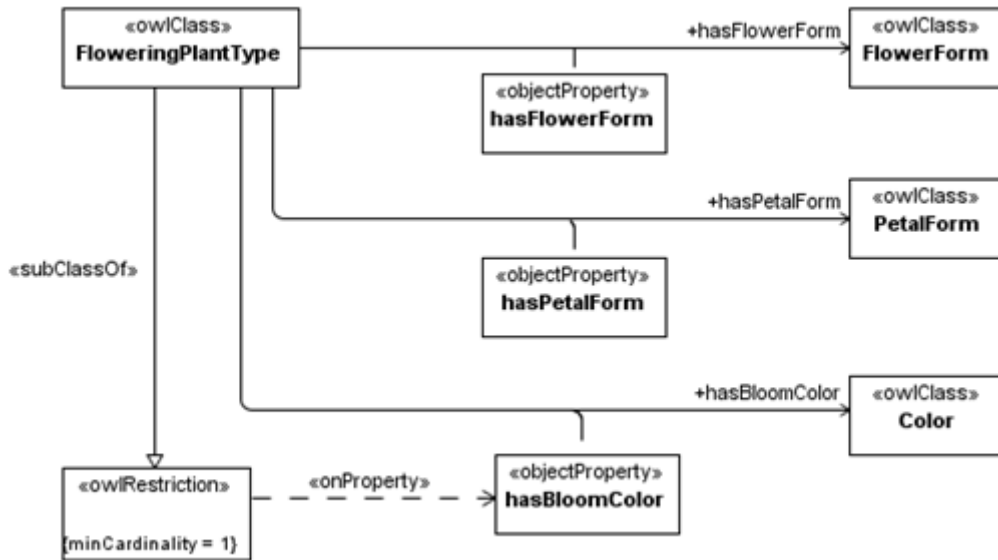 «owlClass»
FloweringPlantType
+hasFlowerForm
«owlClass»
FlowerForm
«objectProperty»
hasFlowerForm
+hasPetalForm
«owlClass»
PetalForm
«subClassOf»
«objectProperty»
hasPetalForm
+hasBloomColor
«owlClass»
Color
«owlRestriction»
{minCardinality = 1}
«onProperty»
«objectProperty»
hasBloomColor